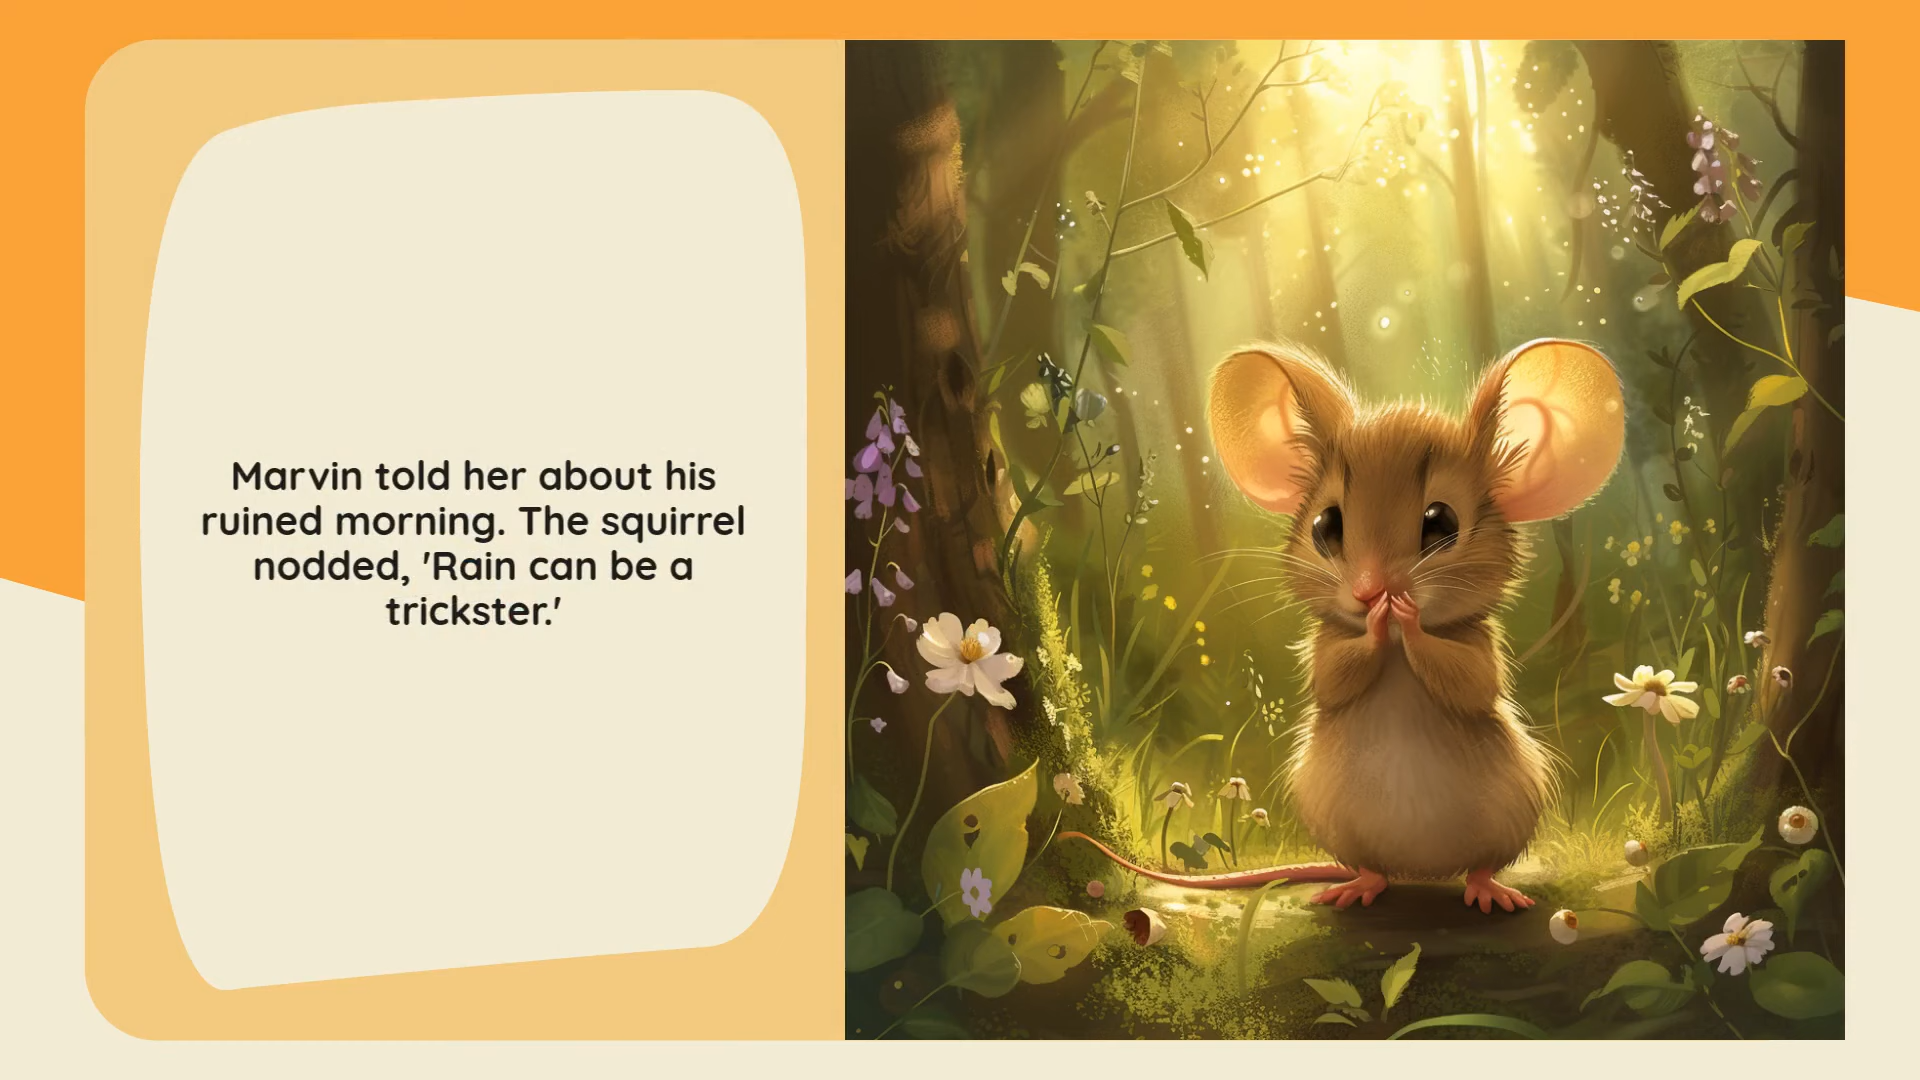 Marvin told her about his
ruined morning. The squirrel
nodded, 'Rain can be a
trickster.'